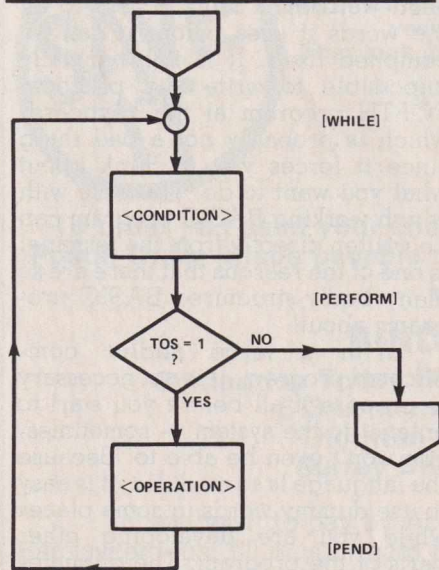 [WHILE]
<CONDITION>
[PERFORM]
TOS = 1
?
NO
YES
<OPERATION>
[PEND]